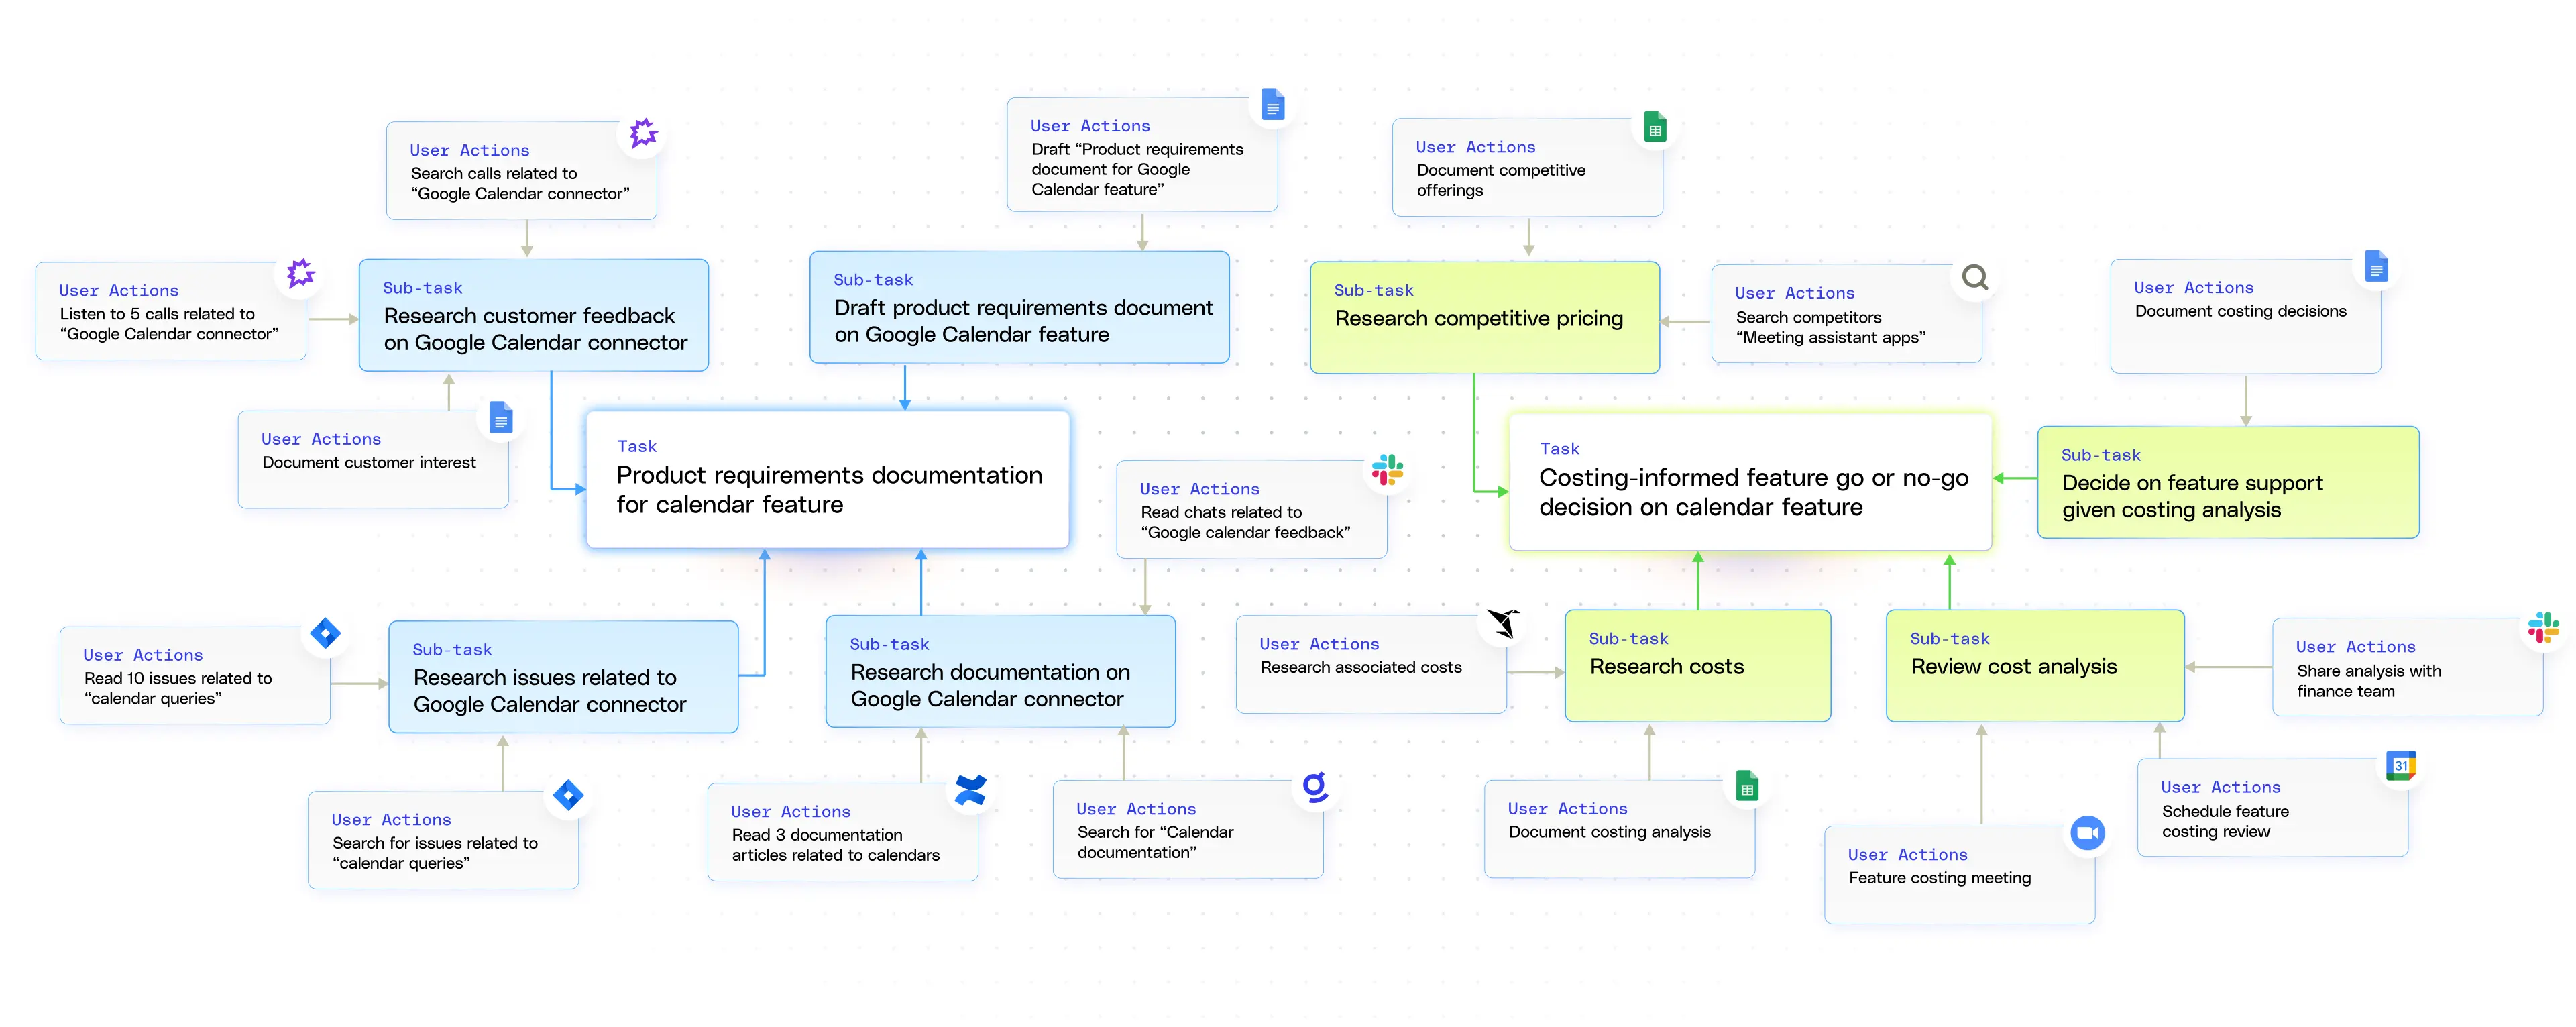 User Actions
Search calls related to
“Google Calendar connector”
User Actions
Listen to 5 calls related to
“Google Calendar connector”
Sub-task
Research customer feedback
on Google Calendar connector
User Actions
Document customer interest
User Actions
Draft “Product requirements
document for Google
Calendar feature”
Sub-task
Draft product requirements document
on Google Calendar feature
Task
Product requirements documentation
for calendar feature
User Actions
Read 10 issues related to
“calendar queries”
Sub-task
Research issues related to
Google Calendar connector
User Actions
Search for issues related to
“calendar queries”
User Actions
Read chats related to
“Google calendar feedback”
Sub-task
Research documentation on
Google Calendar connector
User Actions
Read 3 documentation
articles related to calendars
User Actions
Search for “Calendar
documentation”
User Actions
Document competitive
offerings
Sub-task
Research competitive pricing
User Actions
Search competitors
“Meeting assistant apps”
User Actions
Document costing decisions
Task
Costing-informed feature go or no-go
decision on calendar feature
Sub-task
Decide on feature support
given costing analysis
User Actions
Research associated costs
Sub-task
Research costs
User Actions
Document costing analysis
Sub-task
Review cost analysis
User Actions
Share analysis with
finance team
31
User Actions
Schedule feature
costing review
User Actions
Feature costing meeting